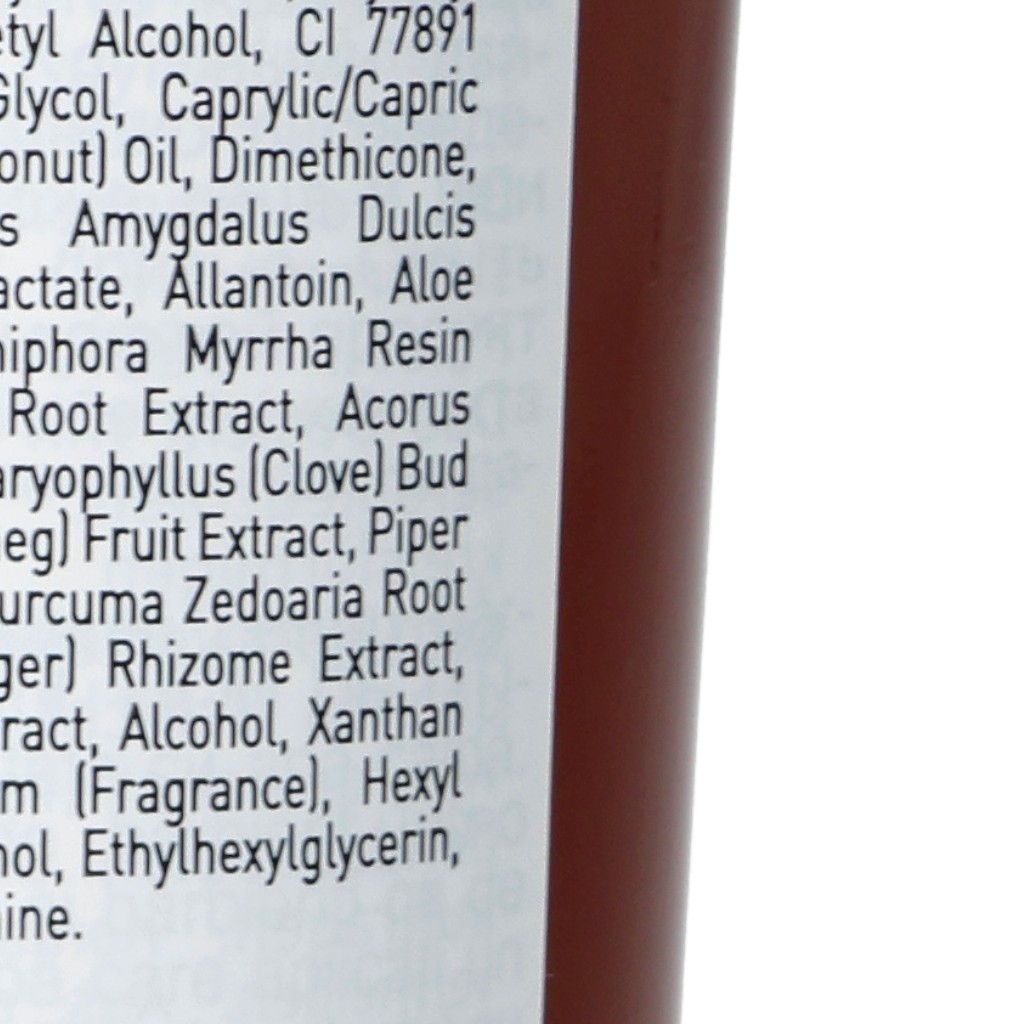 etyl Alcohol, CI 77891
Glycol, Caprylic/Capric
onut) Oil, Dimethicone,
s Amygdalus Dulcis
actate, Allantoin, Aloe
niphora Myrrha Resin
Root Extract, Acorus
aryophyllus (Clove) Bud
eg) Fruit Extract, Piper
urcuma Zedoaria Root
ger) Rhizome Extract,
ract, Alcohol, Xanthan
m (Fragrance), Hexyl
nol, Ethylhexylglycerin,
ine.